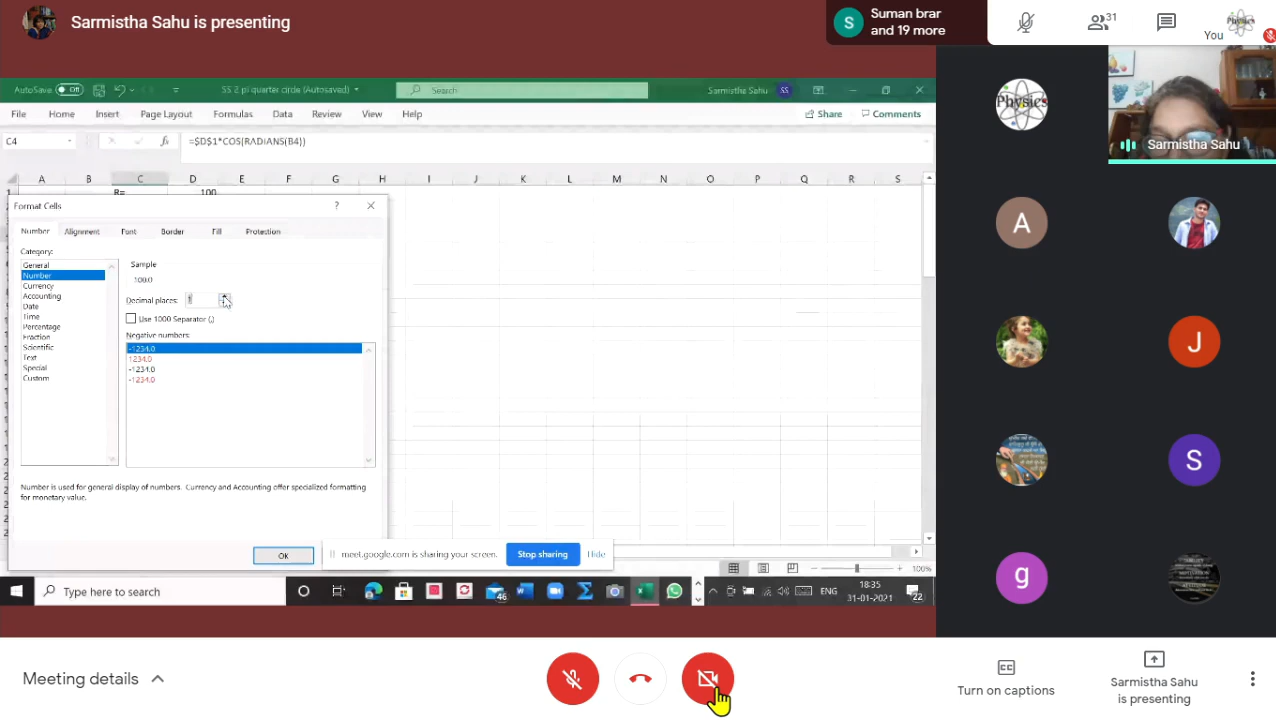 Sarmistha Sahu is presenting
S
Suman brar
and 19 more
31
You
AutoSave Off
SS 2 pi quarter circle (Autosaved)
Search
Sarmistha Sahu
SS
File Home Insert Page Layout Formulas Data Review View Help
Share Comments
C4
fx
=$D$1*COS(RADIANS(B4))
A B C D E F G H I J K L M N O P Q R S
R= 100
Format Cells
?
Number Alignment Font Border Fill Protection
Category:
General
Number
Currency
Accounting
Date
Time
Percentage
Fraction
Scientific
Text
Special
Custom
Sample
100.0
Decimal places: 1
Use 1000 Separator (,)
Negative numbers:
-1234.0
1234.0
-1234.0
-1234.0
Number is used for general display of numbers. Currency and Accounting offer specialized formatting
for monetary value.
OK
meet.google.com is sharing your screen.
Stop sharing
Hide
100%
Type here to search
46
ENG
18:35
31-01-2021
22
Physics
Sarmistha Sahu
A
J
S
g
Meeting details
Turn on captions
Sarmistha Sahu
is presenting